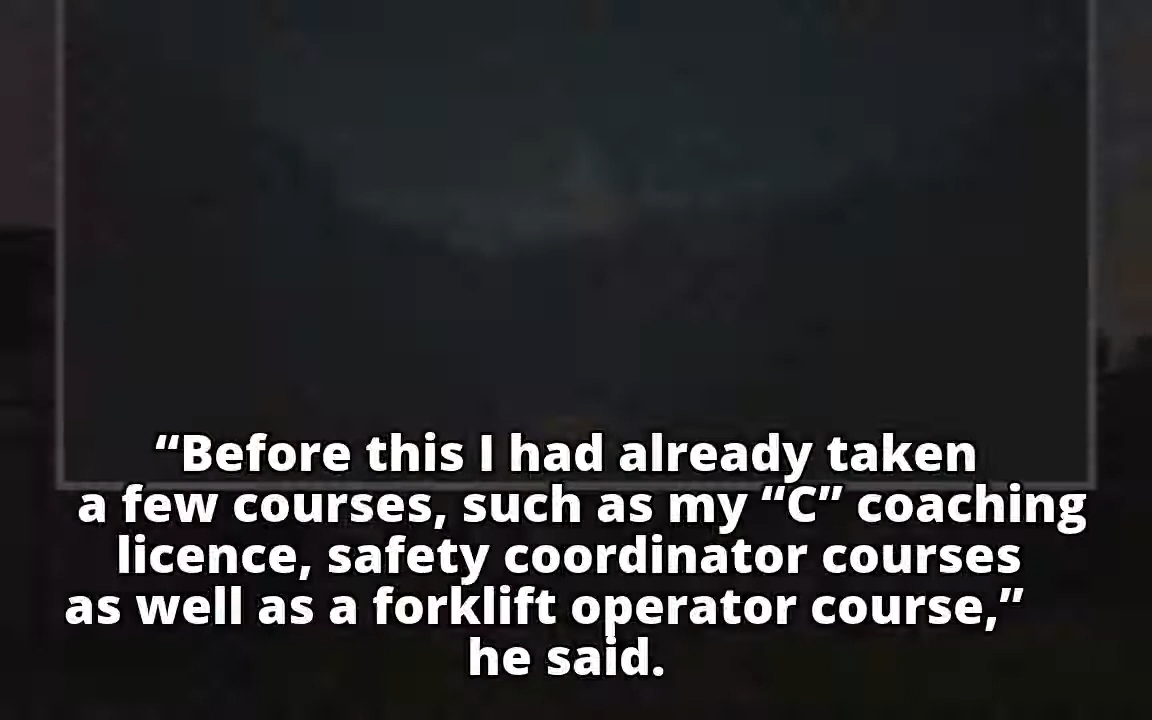 “Before this I had already taken
a few courses, such as my “C” coaching
licence, safety coordinator courses
as well as a forklift operator course,”
he said.